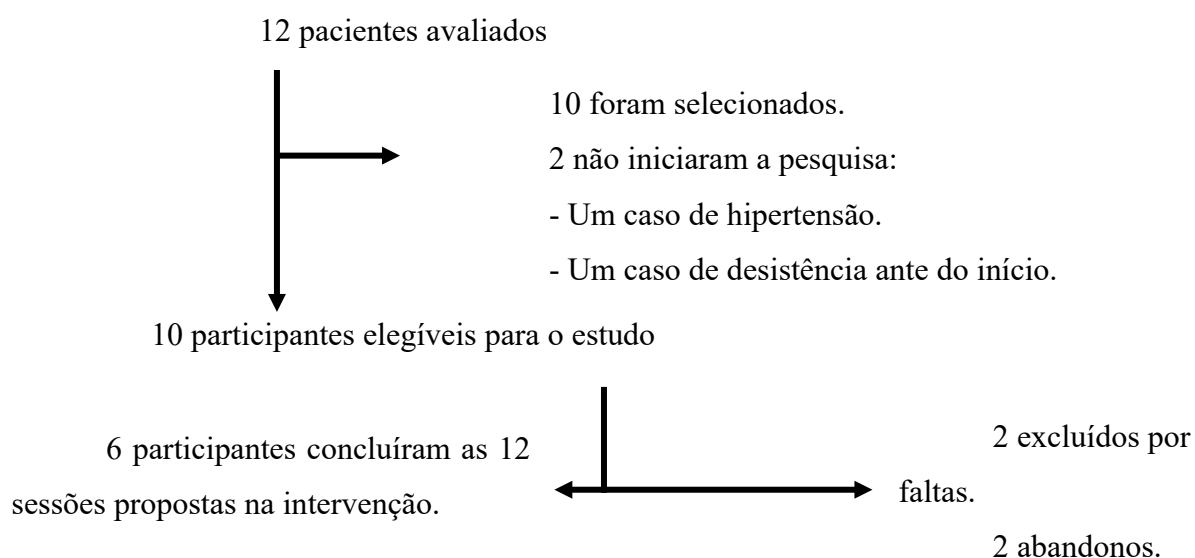 12 pacientes avaliados
10 foram selecionados.
2 não iniciaram a pesquisa:
- Um caso de hipertensão.
- Um caso de desistência ante do início.
10 participantes elegíveis para o estudo
6 participantes concluíram as 12
sessões propostas na intervenção.
2 excluídos por
faltas.
2 abandonos.